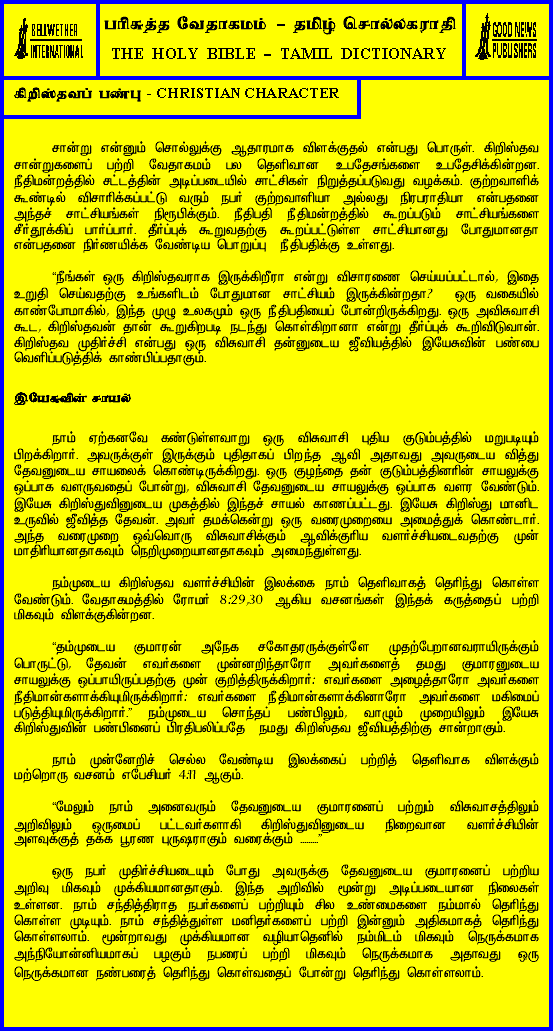 BELLWETHER
INTERNATIONAL
பரிசுத்த வேதாகமம் – தமிழ் சொல்லகராதி
THE HOLY BIBLE – TAMIL DICTIONARY
GOOD NEWS
PUBLISHERS
கிறிஸ்தவப் பண்பு - CHRISTIAN CHARACTER
சான்று என்னும் சொல்லுக்கு ஆதாரமாக விளக்குதல் என்பது பொருள். கிறிஸ்தவ
சான்றுகளைப் பற்றி வேதாகமம் பல தெளிவான உபதேசங்களை உபதேசிக்கின்றன.
நீதிமன்றத்தில் சட்டத்தின் அடிப்படையில் சாட்சிகள் நிறுத்தப்படுவது வழக்கம். குற்றவாளிக்
கூண்டில் விசாரிக்கப்பட்டு வரும் நபர் குற்றவாளியா அல்லது நிரபராதியா என்பதனை
அந்தச் சாட்சியங்கள் நிரூபிக்கும். நீதிபதி நீதிமன்றத்தில் கூறப்படும் சாட்சியங்களை
சீர்தூக்கிப் பார்ப்பார். தீர்ப்புக் கூறுவதற்கு கூறப்பட்டுள்ள சாட்சியானது போதுமானதா
என்பதனை நிர்ணயிக்க வேண்டிய பொறுப்பு நீதிபதிக்கு உள்ளது.
“நீங்கள் ஒரு கிறிஸ்தவராக இருக்கிறீரா என்று விசாரணை செய்யப்பட்டால், இதை
உறுதி செய்வதற்கு உங்களிடம் போதுமான சாட்சியம் இருக்கின்றதா? ஒரு வகையில்
காண்போமாகில், இந்த முழு உலகமும் ஒரு நீதிபதியைப் போன்றிருக்கிறது. ஒரு அவிசுவாசி
கூட, கிறிஸ்தவன் தான் கூறுகிறபடி நடந்து கொள்கிறானா என்று தீர்ப்புக் கூறிவிடுவான்.
கிறிஸ்தவ முதிர்ச்சி என்பது ஒரு விசுவாசி தன்னுடைய ஜீவியத்தில் இயேசுவின் பண்பை
வெளிப்படுத்திக் காண்பிப்பதாகும்.
இயேசுவின் சாயல்
நாம் ஏற்கனவே கண்டுள்ளவாறு ஒரு விசுவாசி புதிய குடும்பத்தில் மறுபடியும்
பிறக்கிறார். அவருக்குள் இருக்கும் புதிதாகப் பிறந்த ஆவி அதாவது அவருடைய வித்து
தேவனுடைய சாயலைக் கொண்டிருக்கிறது. ஒரு குழந்தை தன் குடும்பத்தினரின் சாயலுக்கு
ஒப்பாக வளருவதைப் போன்று, விசுவாசி தேவனுடைய சாயலுக்கு ஒப்பாக வளர வேண்டும்.
இயேசு கிறிஸ்துவினுடைய முகத்தில் இந்தச் சாயல் காணப்பட்டது. இயேசு கிறிஸ்து மானிட
உருவில் ஜீவித்த தேவன். அவர் தமக்கென்று ஒரு வரைமுறையை அமைத்துக் கொண்டார்.
அந்த வரைமுறை ஒவ்வொரு விசுவாசிக்கும் ஆவிக்குரிய வளர்ச்சியடைவதற்கு முன்
மாதிரியானதாகவும் நெறிமுறையானதாகவும் அமைந்துள்ளது.
நம்முடைய கிறிஸ்தவ வளர்ச்சியின் இலக்கை நாம் தெளிவாகத் தெரிந்து கொள்ள
வேண்டும். வேதாகமத்தில் ரோமர் 8:29,30 ஆகிய வசனங்கள் இந்தக் கருத்தைப் பற்றி
மிகவும் விளக்குகின்றன.
“தம்முடைய குமாரன் அநேக சகோதரருக்குள்ளே முதற்பேறானவராயிருக்கும்
பொருட்டு, தேவன் எவர்களை முன்னறிந்தாரோ அவர்களைத் தமது குமாரனுடைய
சாயலுக்கு ஒப்பாயிருப்பதற்கு முன் குறித்திருக்கிறார்; எவர்களை அழைத்தாரோ அவர்களை
நீதிமான்களாக்கியுமிருக்கிறார்; எவர்களை நீதிமான்களாக்கினாரோ அவர்களை மகிமைப்
படுத்தியுமிருக்கிறார்.” நம்முடைய சொந்தப் பண்பிலும், வாழும் முறையிலும் இயேசு
கிறிஸ்துவின் பண்பினைப் பிரதிபலிப்பதே நமது கிறிஸ்தவ ஜீவியத்திற்கு சான்றாகும்.
நாம் முன்னேறிச் செல்ல வேண்டிய இலக்கைப் பற்றித் தெளிவாக விளக்கும்
மற்றொரு வசனம் எபேசியர் 4:11 ஆகும்.
“மேலும் நாம் அனைவரும் தேவனுடைய குமாரனைப் பற்றும் விசுவாசத்திலும்
அறிவிலும் ஒருமைப் பட்டவர்களாகி கிறிஸ்துவினுடைய நிறைவான வளர்ச்சியின்
அளவுக்குத் தக்க பூரண புருஷராகும் வரைக்கும் .........”
ஒரு நபர் முதிர்ச்சியடையும் போது அவருக்கு தேவனுடைய குமாரனைப் பற்றிய
அறிவு மிகவும் முக்கியமானதாகும். இந்த அறிவில் மூன்று அடிப்படையான நிலைகள்
உள்ளன. நாம் சந்தித்திராத நபர்களைப் பற்றியும் சில உண்மைகளை நம்மால் தெரிந்து
கொள்ள முடியும். நாம் சந்தித்துள்ள மனிதர்களைப் பற்றி இன்னும் அதிகமாகத் தெரிந்து
கொள்ளலாம். மூன்றாவது முக்கியமான வழியாதெனில் நம்மிடம் மிகவும் நெருக்கமாக
அந்நியோன்னியமாகப் பழகும் நபரைப் பற்றி மிகவும் நெருக்கமாக அதாவது ஒரு
நெருக்கமான நண்பரைத் தெரிந்து கொள்வதைப் போன்று தெரிந்து கொள்ளலாம்.